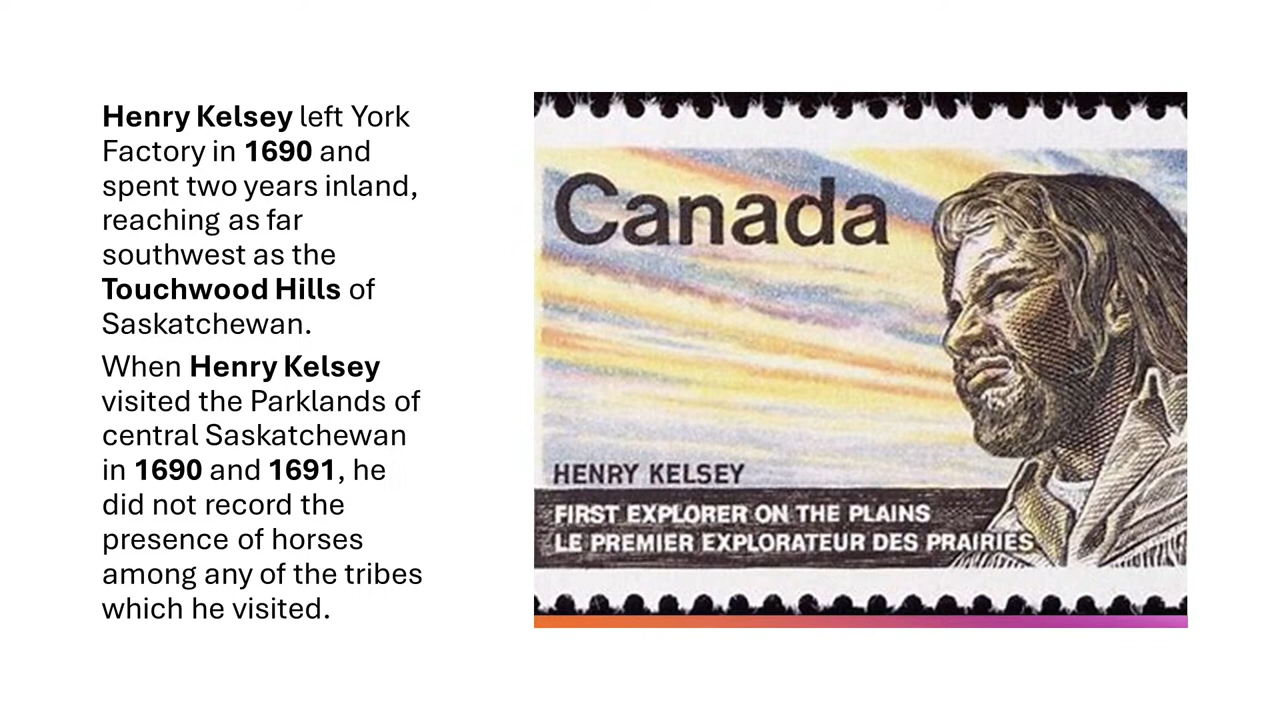 Henry Kelsey left York
Factory in 1690 and
spent two years inland,
reaching as far
southwest as the
Touchwood Hills of
Saskatchewan.
When Henry Kelsey
visited the Parklands of
central Saskatchewan
in 1690 and 1691, he
did not record the
presence of horses
among any of the tribes
which he visited.
Canada
HENRY KELSEY
FIRST EXPLORER ON THE PLAINS
LE PREMIER EXPLORATEUR DES PRAIRIES